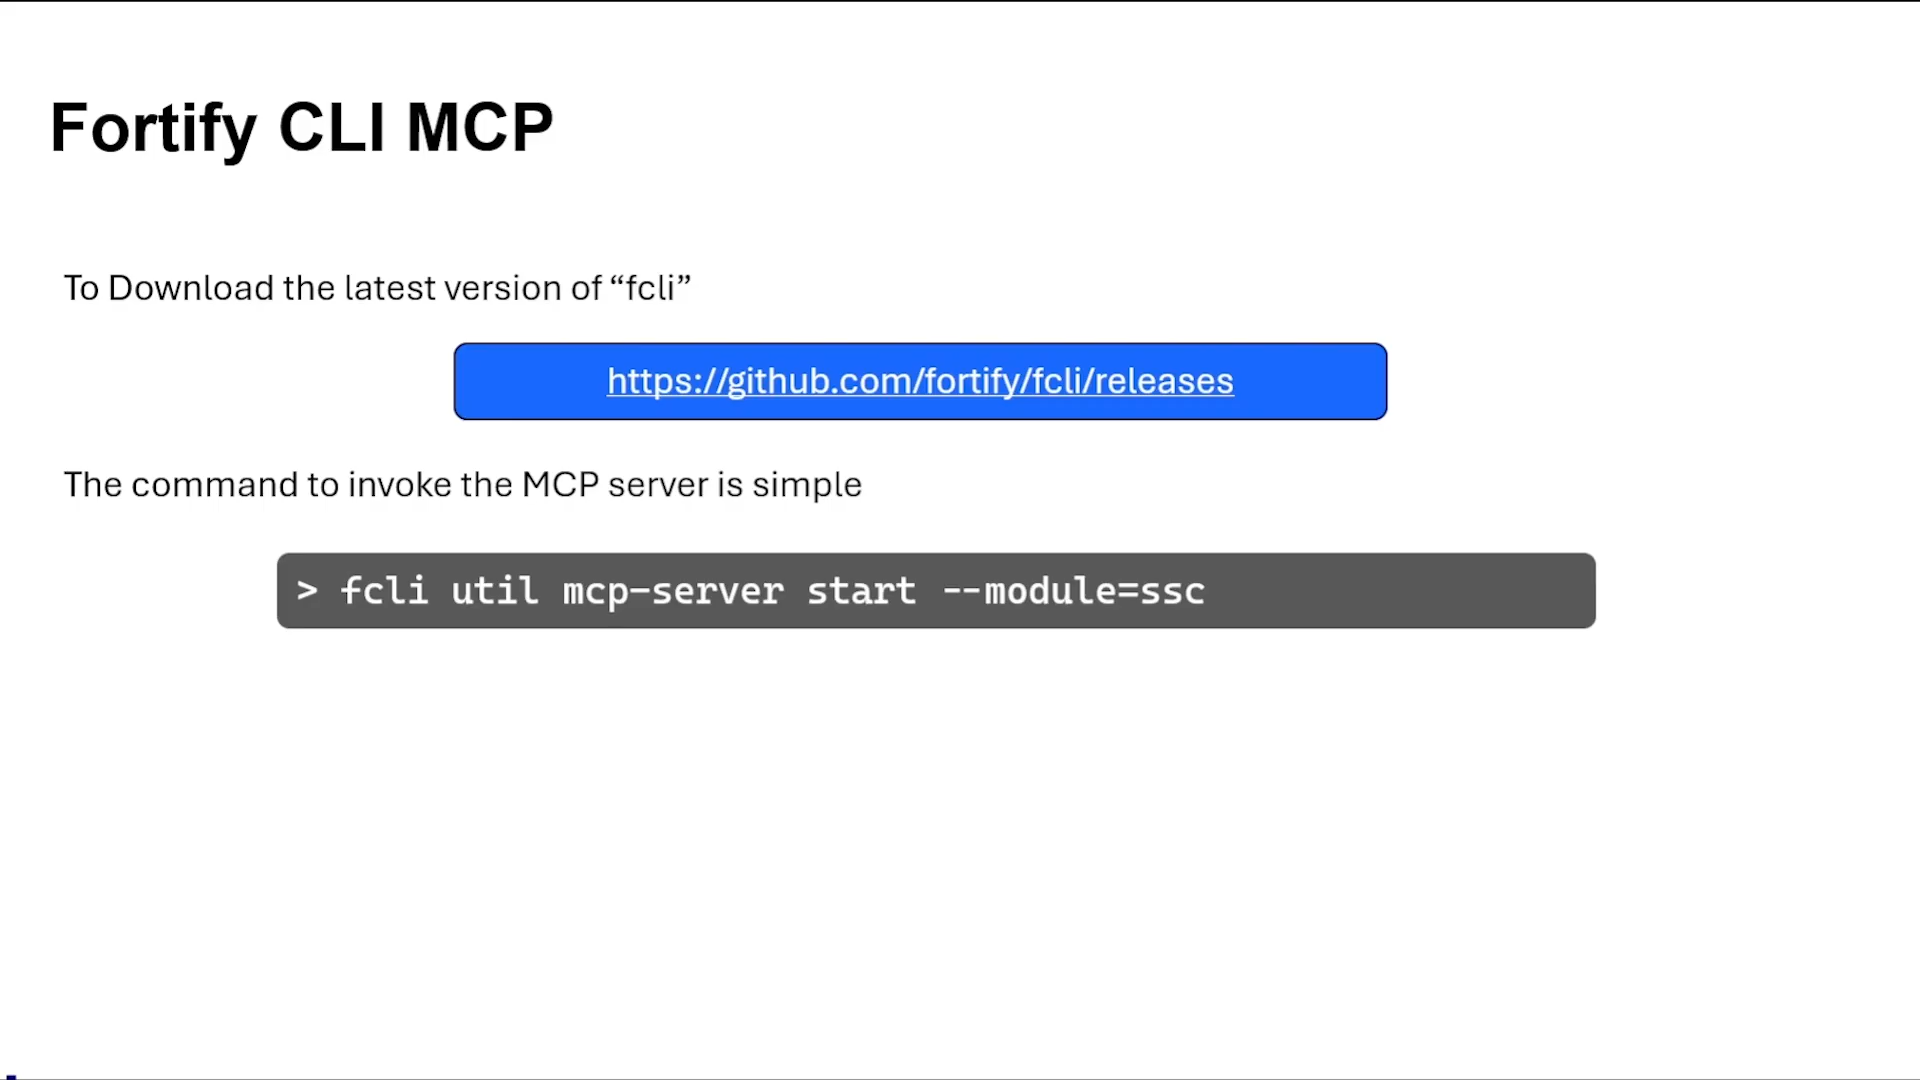 Fortify CLI MCP
To Download the latest version of “fcli”
https://github.com/fortify/fcli/releases
The command to invoke the MCP server is simple
> fcli util mcp-server start --module=ssc